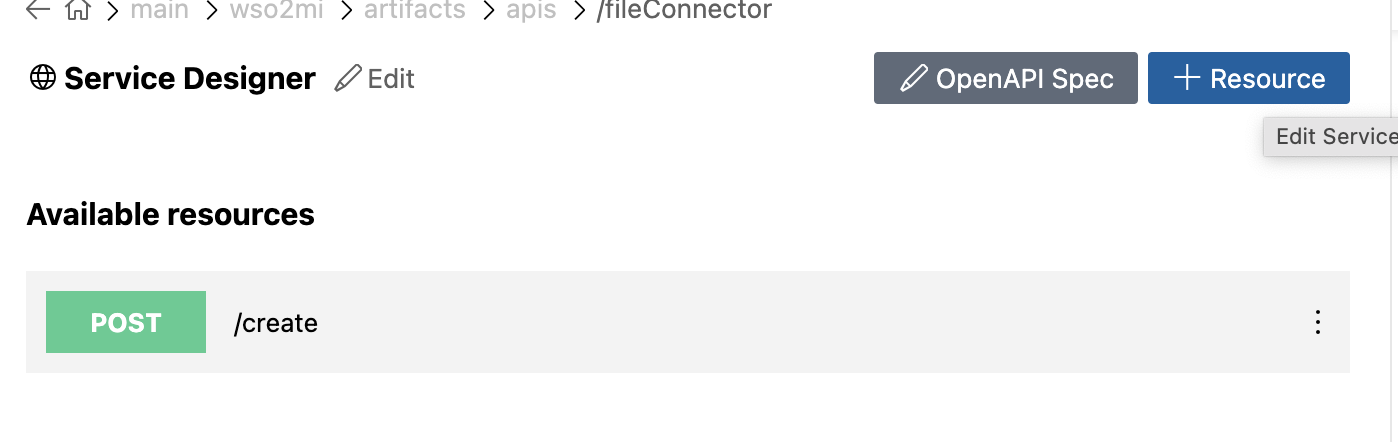 main wso2mi artifacts apis /fileConnector
Service Designer Edit OpenAPI Spec Resource
Edit Service
Available resources
POST /create